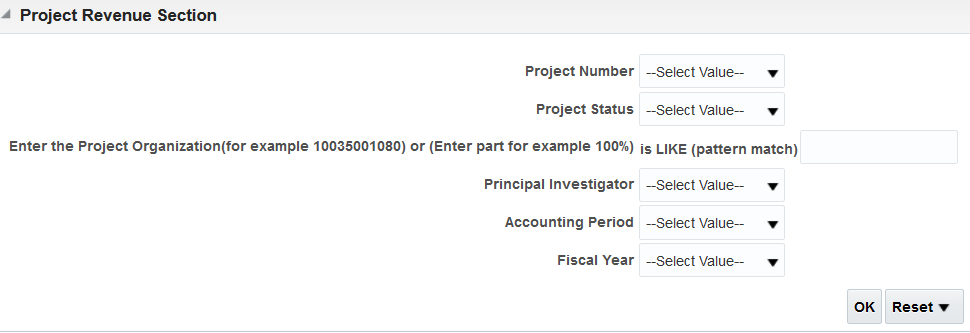 Project Revenue Section
Project Number --Select Value--
Project Status --Select Value--
Enter the Project Organization(for example 10035001080) or (Enter part for example 100%) is LIKE (pattern match)
Principal Investigator --Select Value--
Accounting Period --Select Value--
Fiscal Year --Select Value--
OK Reset